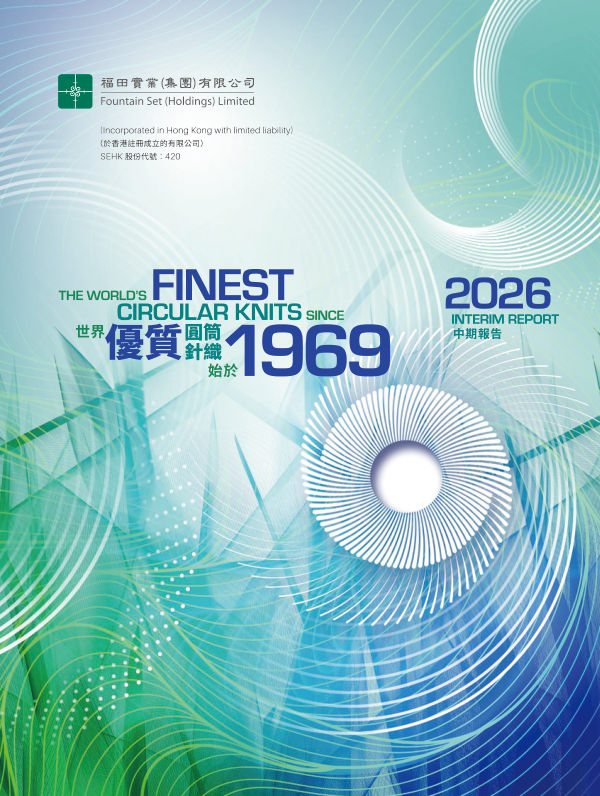 福田實業(集團)有限公司
Fountain Set (Holdings) Limited
(Incorporated in Hong Kong with limited liability)
(於香港註冊成立的有限公司)
SEHK 股份代號：420
THE WORLD'S FINEST
CIRCULAR KNITS SINCE
世界優質圓筒
針織
始於1969
2026
INTERIM REPORT
中期報告